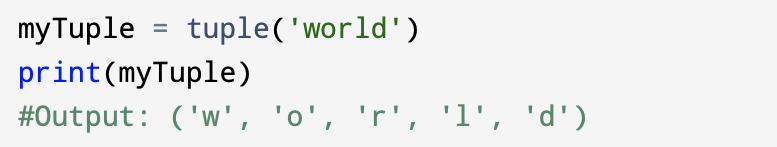 myTuple = tuple('world')
print(myTuple)
#Output: ('w', 'o', 'r', 'l', 'd')